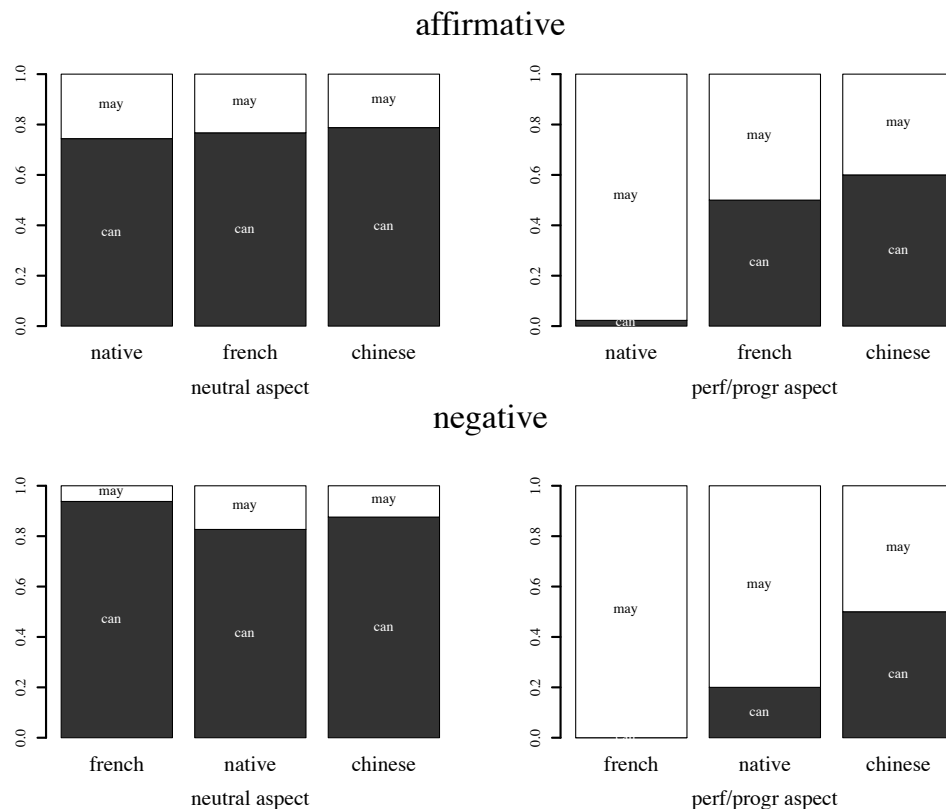 affirmative
1.0
0.8
0.6
0.4
0.2
0.0
may may may
can can can
native french chinese
neutral aspect
1.0
0.8
0.6
0.4
0.2
0.0
may may may
can can can
native french chinese
perf/progr aspect
negative
1.0
0.8
0.6
0.4
0.2
0.0
may may may
can can can
french native chinese
neutral aspect
1.0
0.8
0.6
0.4
0.2
0.0
may may may
can can can
french native chinese
perf/progr aspect